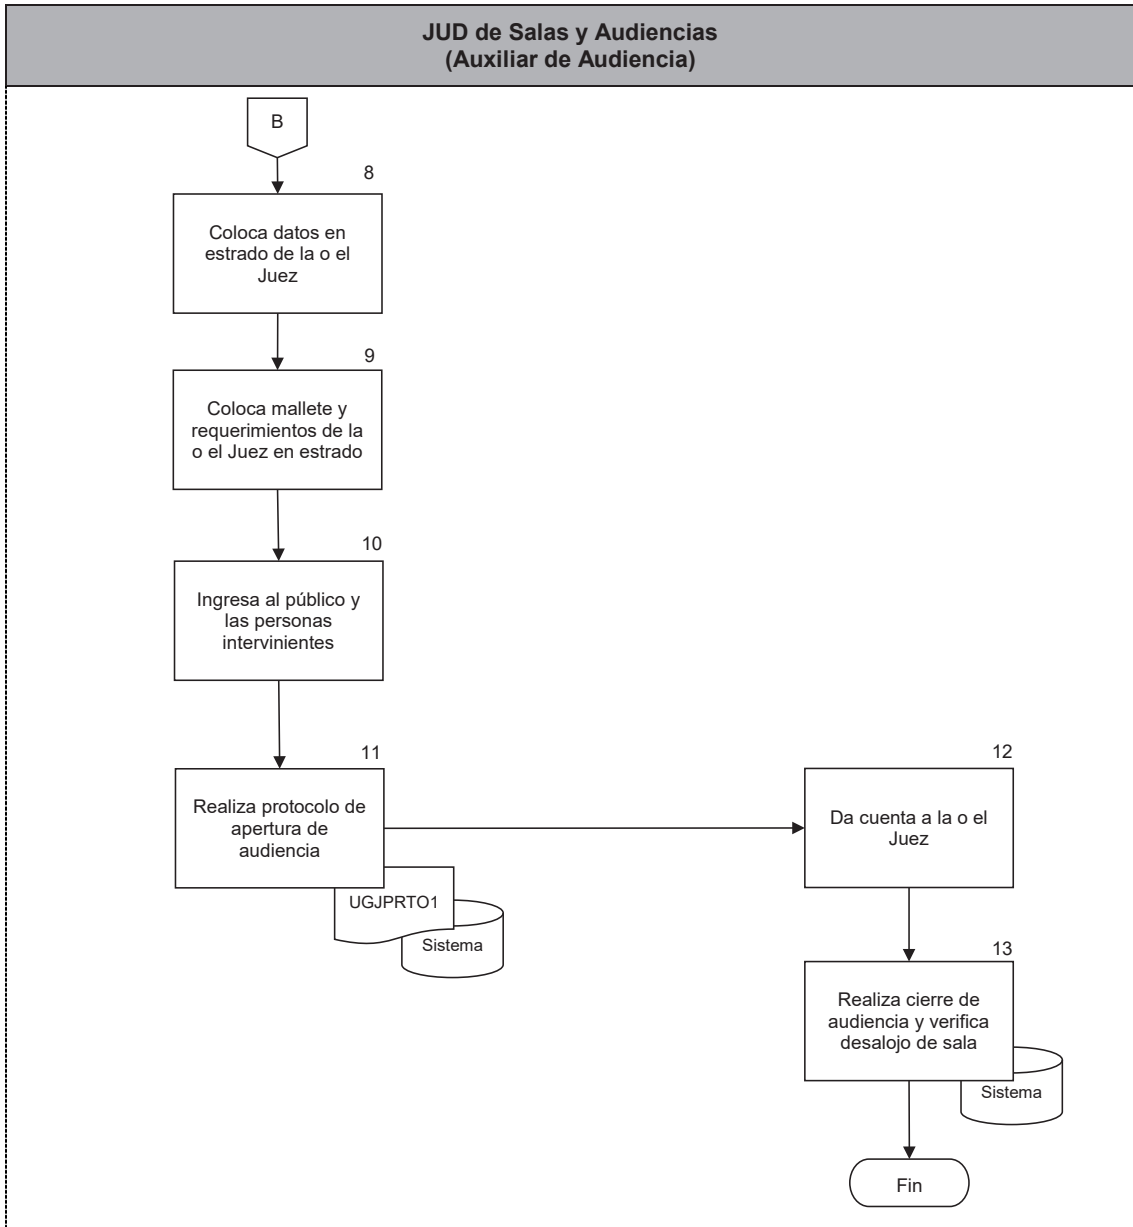 JUD de Salas y Audiencias
(Auxiliar de Audiencia)
B
8
Coloca datos en
estrado de la o el
Juez
9
Coloca mallete y
requerimientos de la
o el Juez en estrado
10
Ingresa al público y
las personas
intervinientes
11
Realiza protocolo de
apertura de
audiencia
UGJPRTO1
Sistema
12
Da cuenta a la o el
Juez
13
Realiza cierre de
audiencia y verifica
desalojo de sala
Sistema
Fin